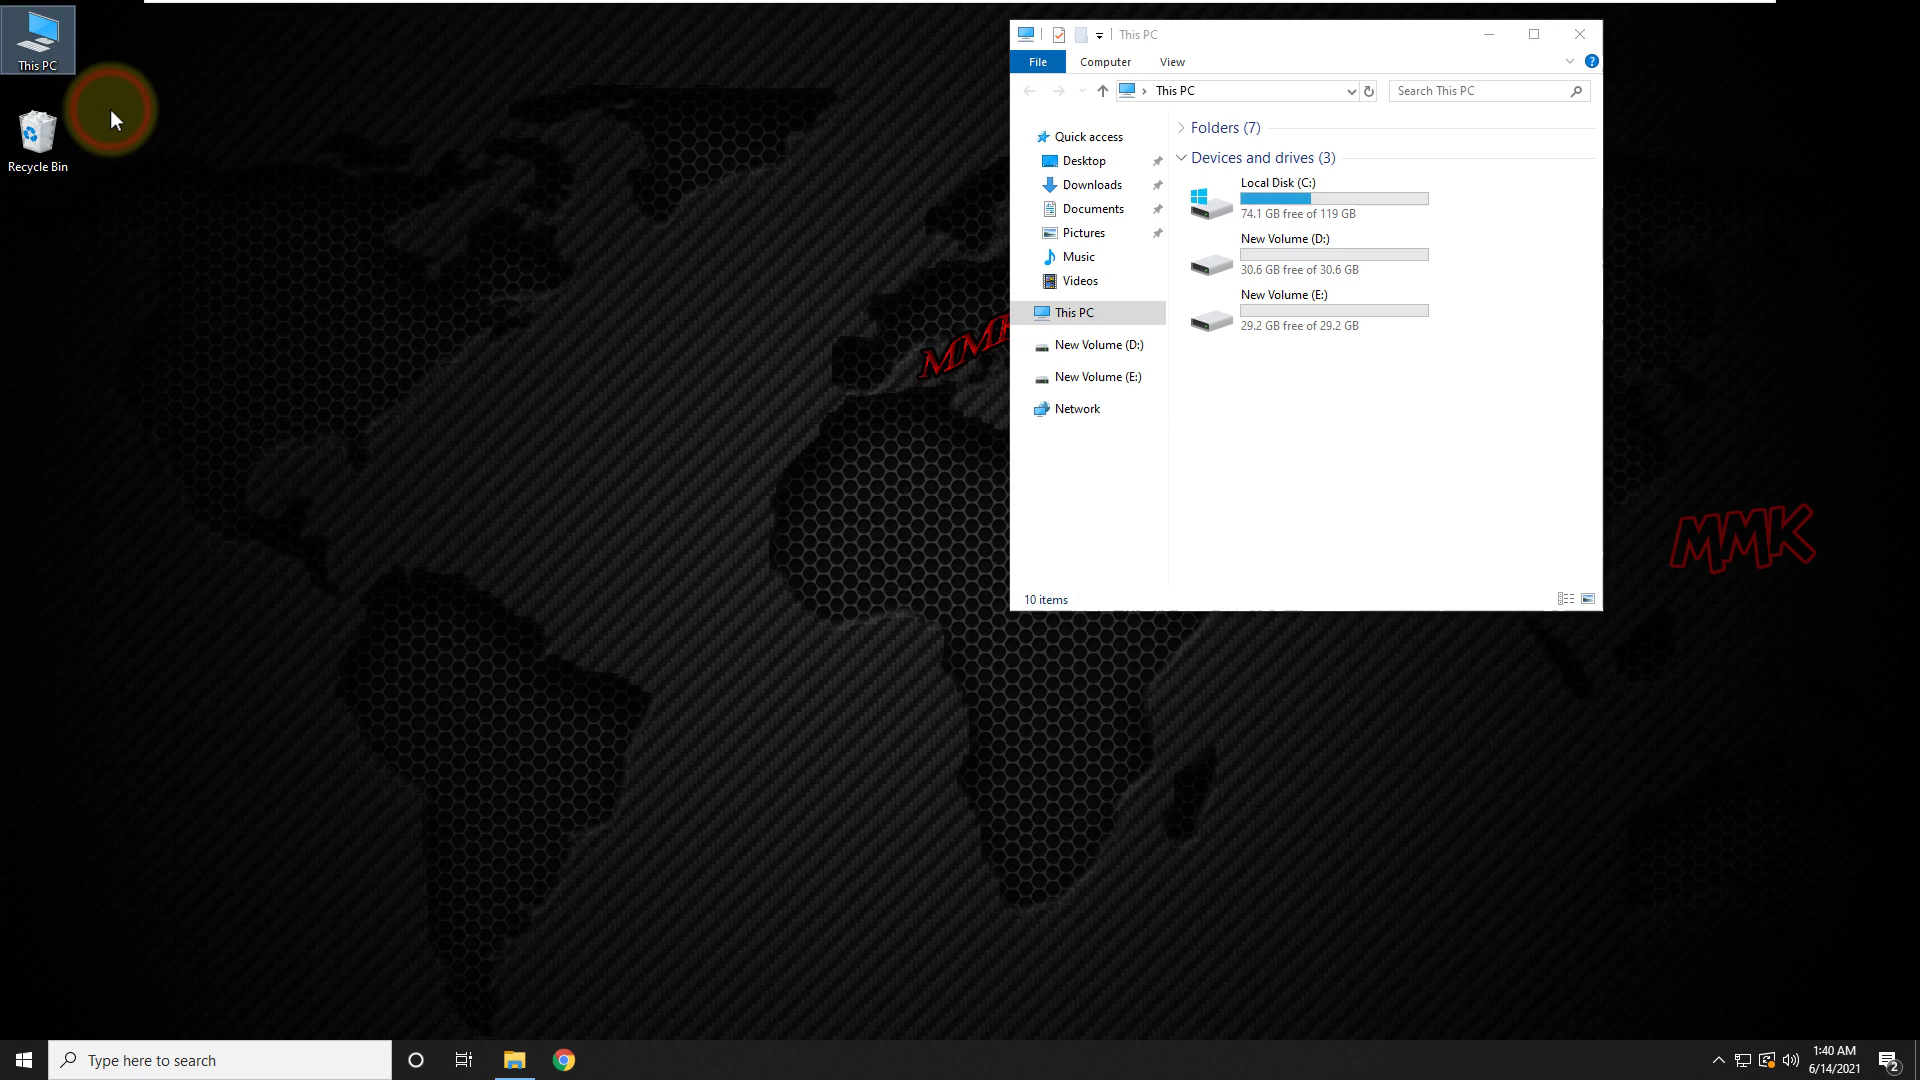 This PC
Recycle Bin
This PC
File
Computer
View
This PC
Search This PC
Quick access
Desktop
Downloads
Documents
Pictures
Music
Videos
This PC
New Volume (D:)
New Volume (E:)
Network
Folders (7)
Devices and drives (3)
Local Disk (C:)
74.1 GB free of 119 GB
New Volume (D:)
30.6 GB free of 30.6 GB
New Volume (E:)
29.2 GB free of 29.2 GB
10 items
MMK
MMK
Type here to search
1:40 AM
6/14/2021
2